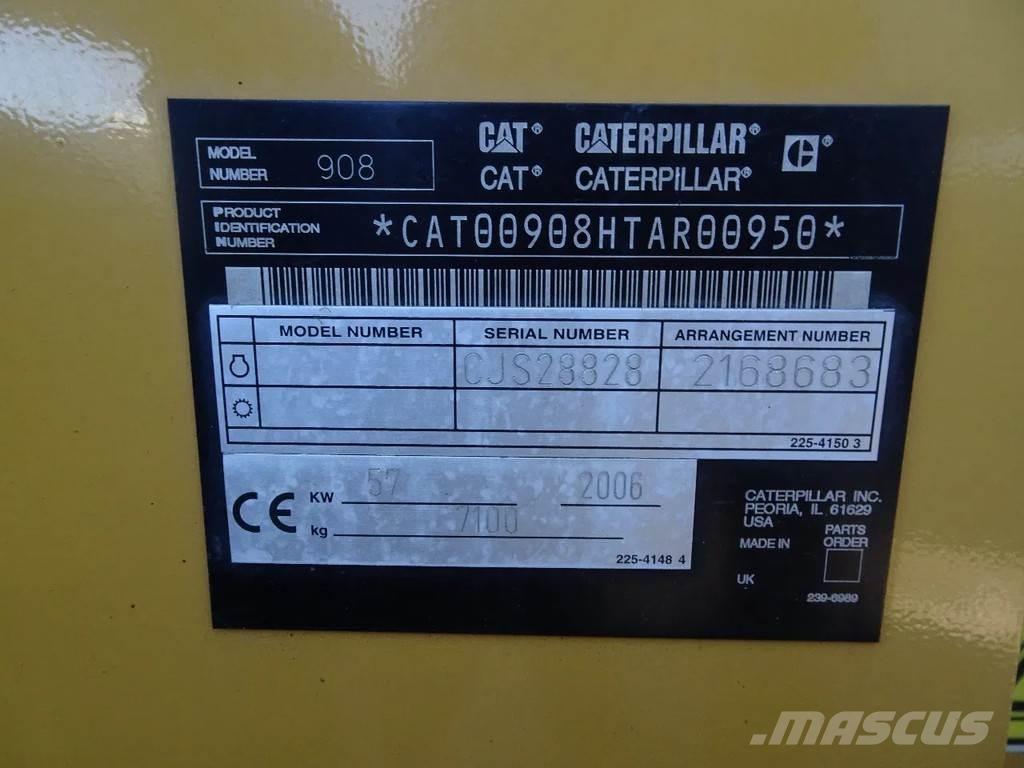 MODEL NUMBER 908
CAT® CATERPILLAR® C®
CAT® CATERPILLAR®
PRODUCT IDENTIFICATION NUMBER *CAT00908HTAR00950*
MODEL NUMBER SERIAL NUMBER ARRANGEMENT NUMBER
CJS28828 2168683
225-4150 3
CE KW 57 2006
kg 7100
225-4148 4
CATERPILLAR INC.
PEORIA, IL 61629
USA
MADE IN
UK
PARTS ORDER
239-6989
MASCUS